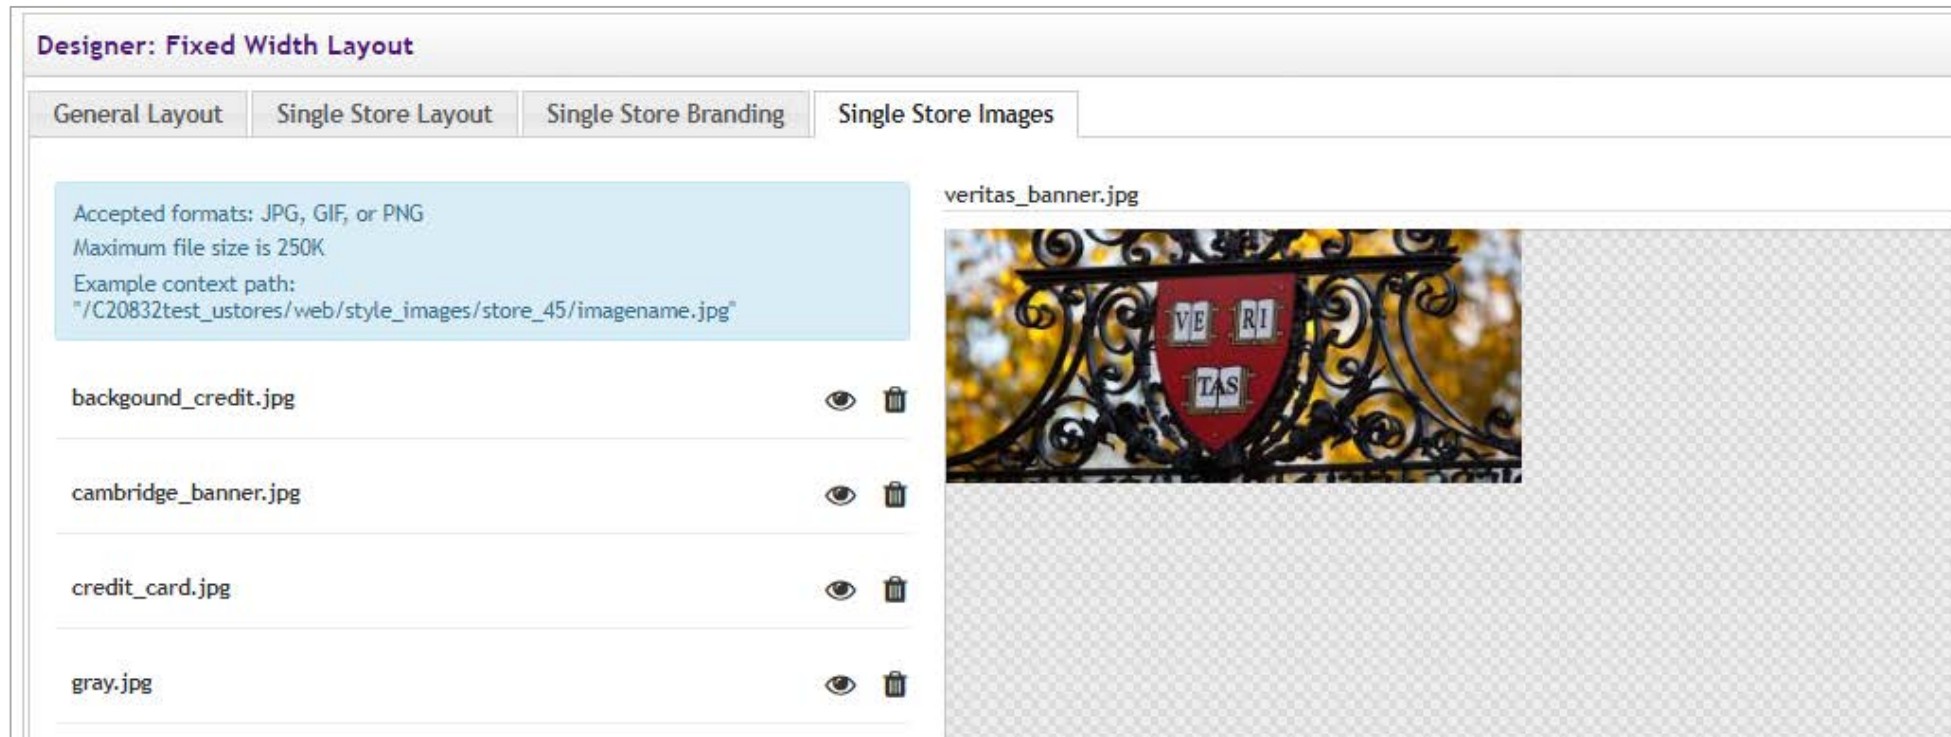 Designer: Fixed Width Layout
General Layout
Single Store Layout
Single Store Branding
Single Store Images
Accepted formats: JPG, GIF, or PNG
Maximum file size is 250K
Example context path:
"/C20832test_ustores/web/style_images/store_45/imagename.jpg"
backgound_credit.jpg
cambridge_banner.jpg
credit_card.jpg
gray.jpg
veritas_banner.jpg
VE RI
TAS